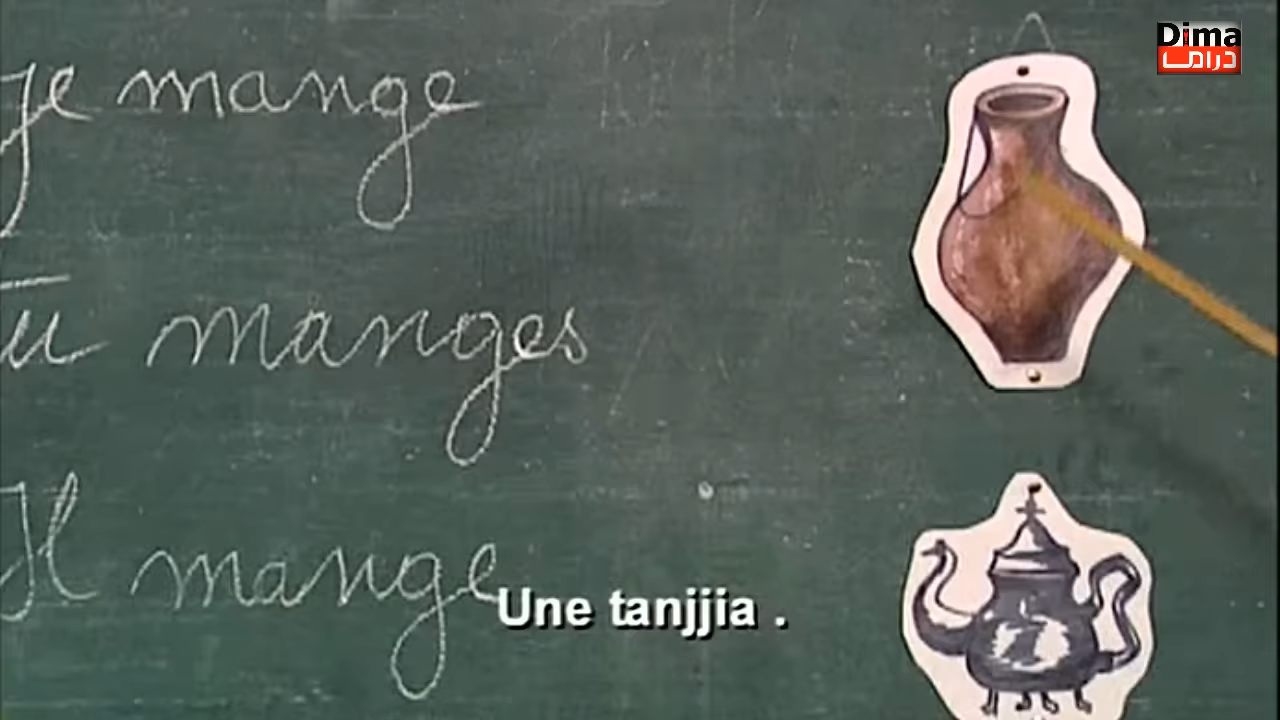 Dima
دراما
Je mange
Tu manges
Il mange
Une tanjjia .